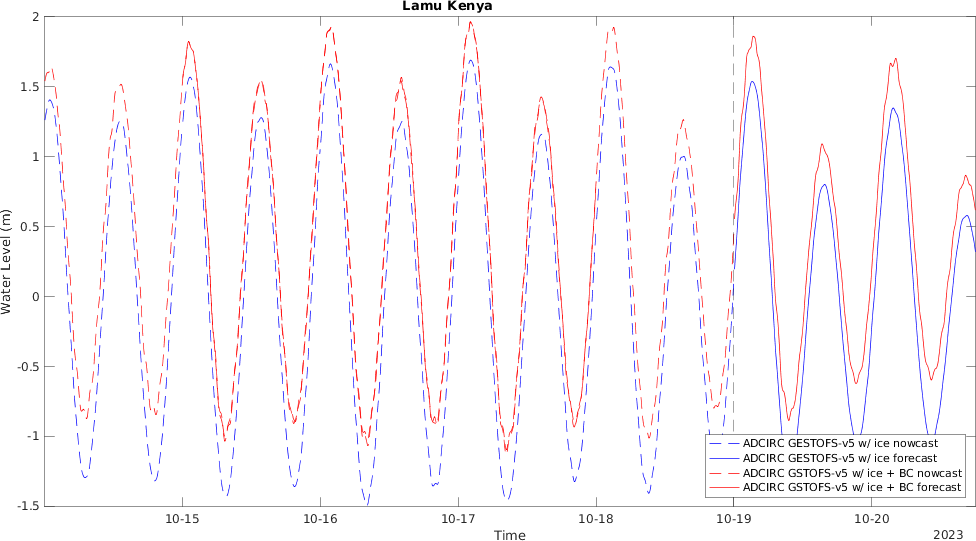 Lamu Kenya
Water Level (m)
2
1.5
1
0.5
0
-0.5
-1
-1.5
10-15
10-16
10-17
10-18
10-19
10-20
Time
2023
ADCIRC GESTOFS-v5 w/ ice nowcast
ADCIRC GESTOFS-v5 w/ ice forecast
ADCIRC GSTOFS-v5 w/ ice + BC nowcast
ADCIRC GSTOFS-v5 w/ ice + BC forecast